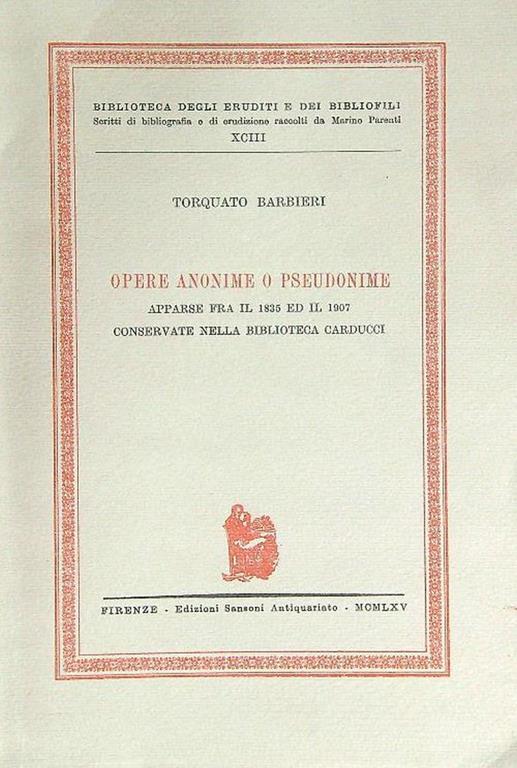 BIBLIOTECA DEGLI ERUDITI E DEI BIBLIOFILI
Scritti di bibliografia e di erudizione raccolti da Marino Parenti
XCIII
TORQUATO BARBIERI
OPERE ANONIME O PSEUDONIME
APPARSE FRA IL 1835 ED IL 1907
CONSERVATE NELLA BIBLIOTECA CARDUCCI
FIRENZE - Edizioni Sansoni Antiquariato - MCMLXV